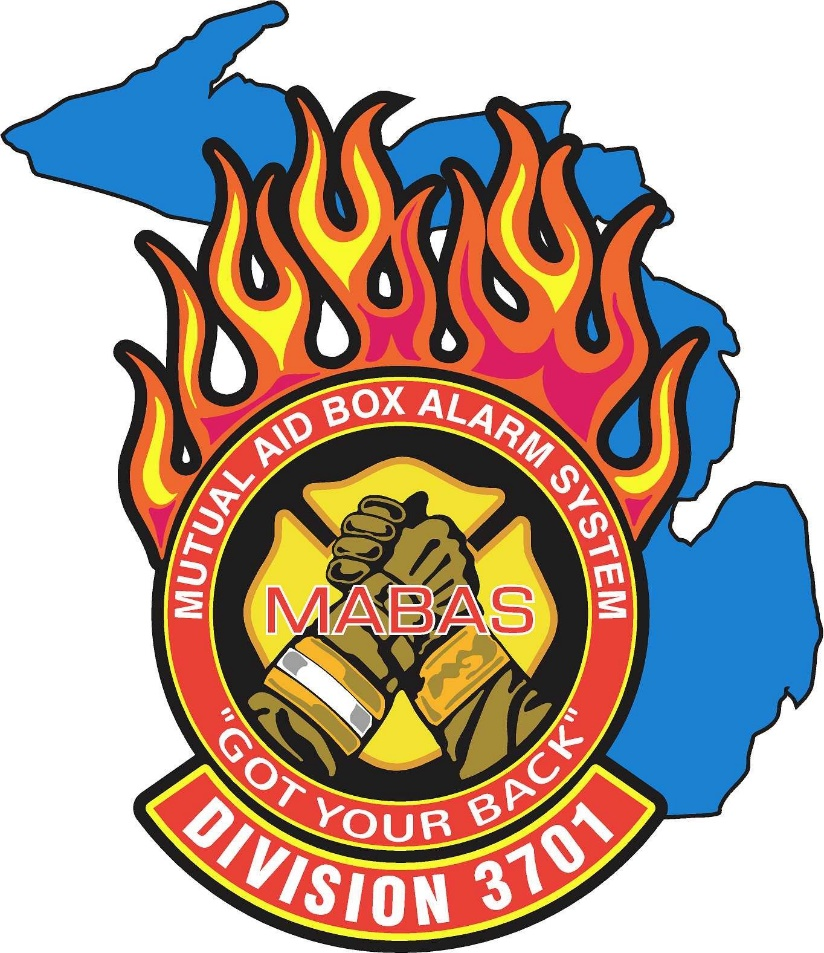 MUTUAL AID BOX ALARM SYSTEM
MABAS
"GOT YOUR BACK"
DIVISION 3701